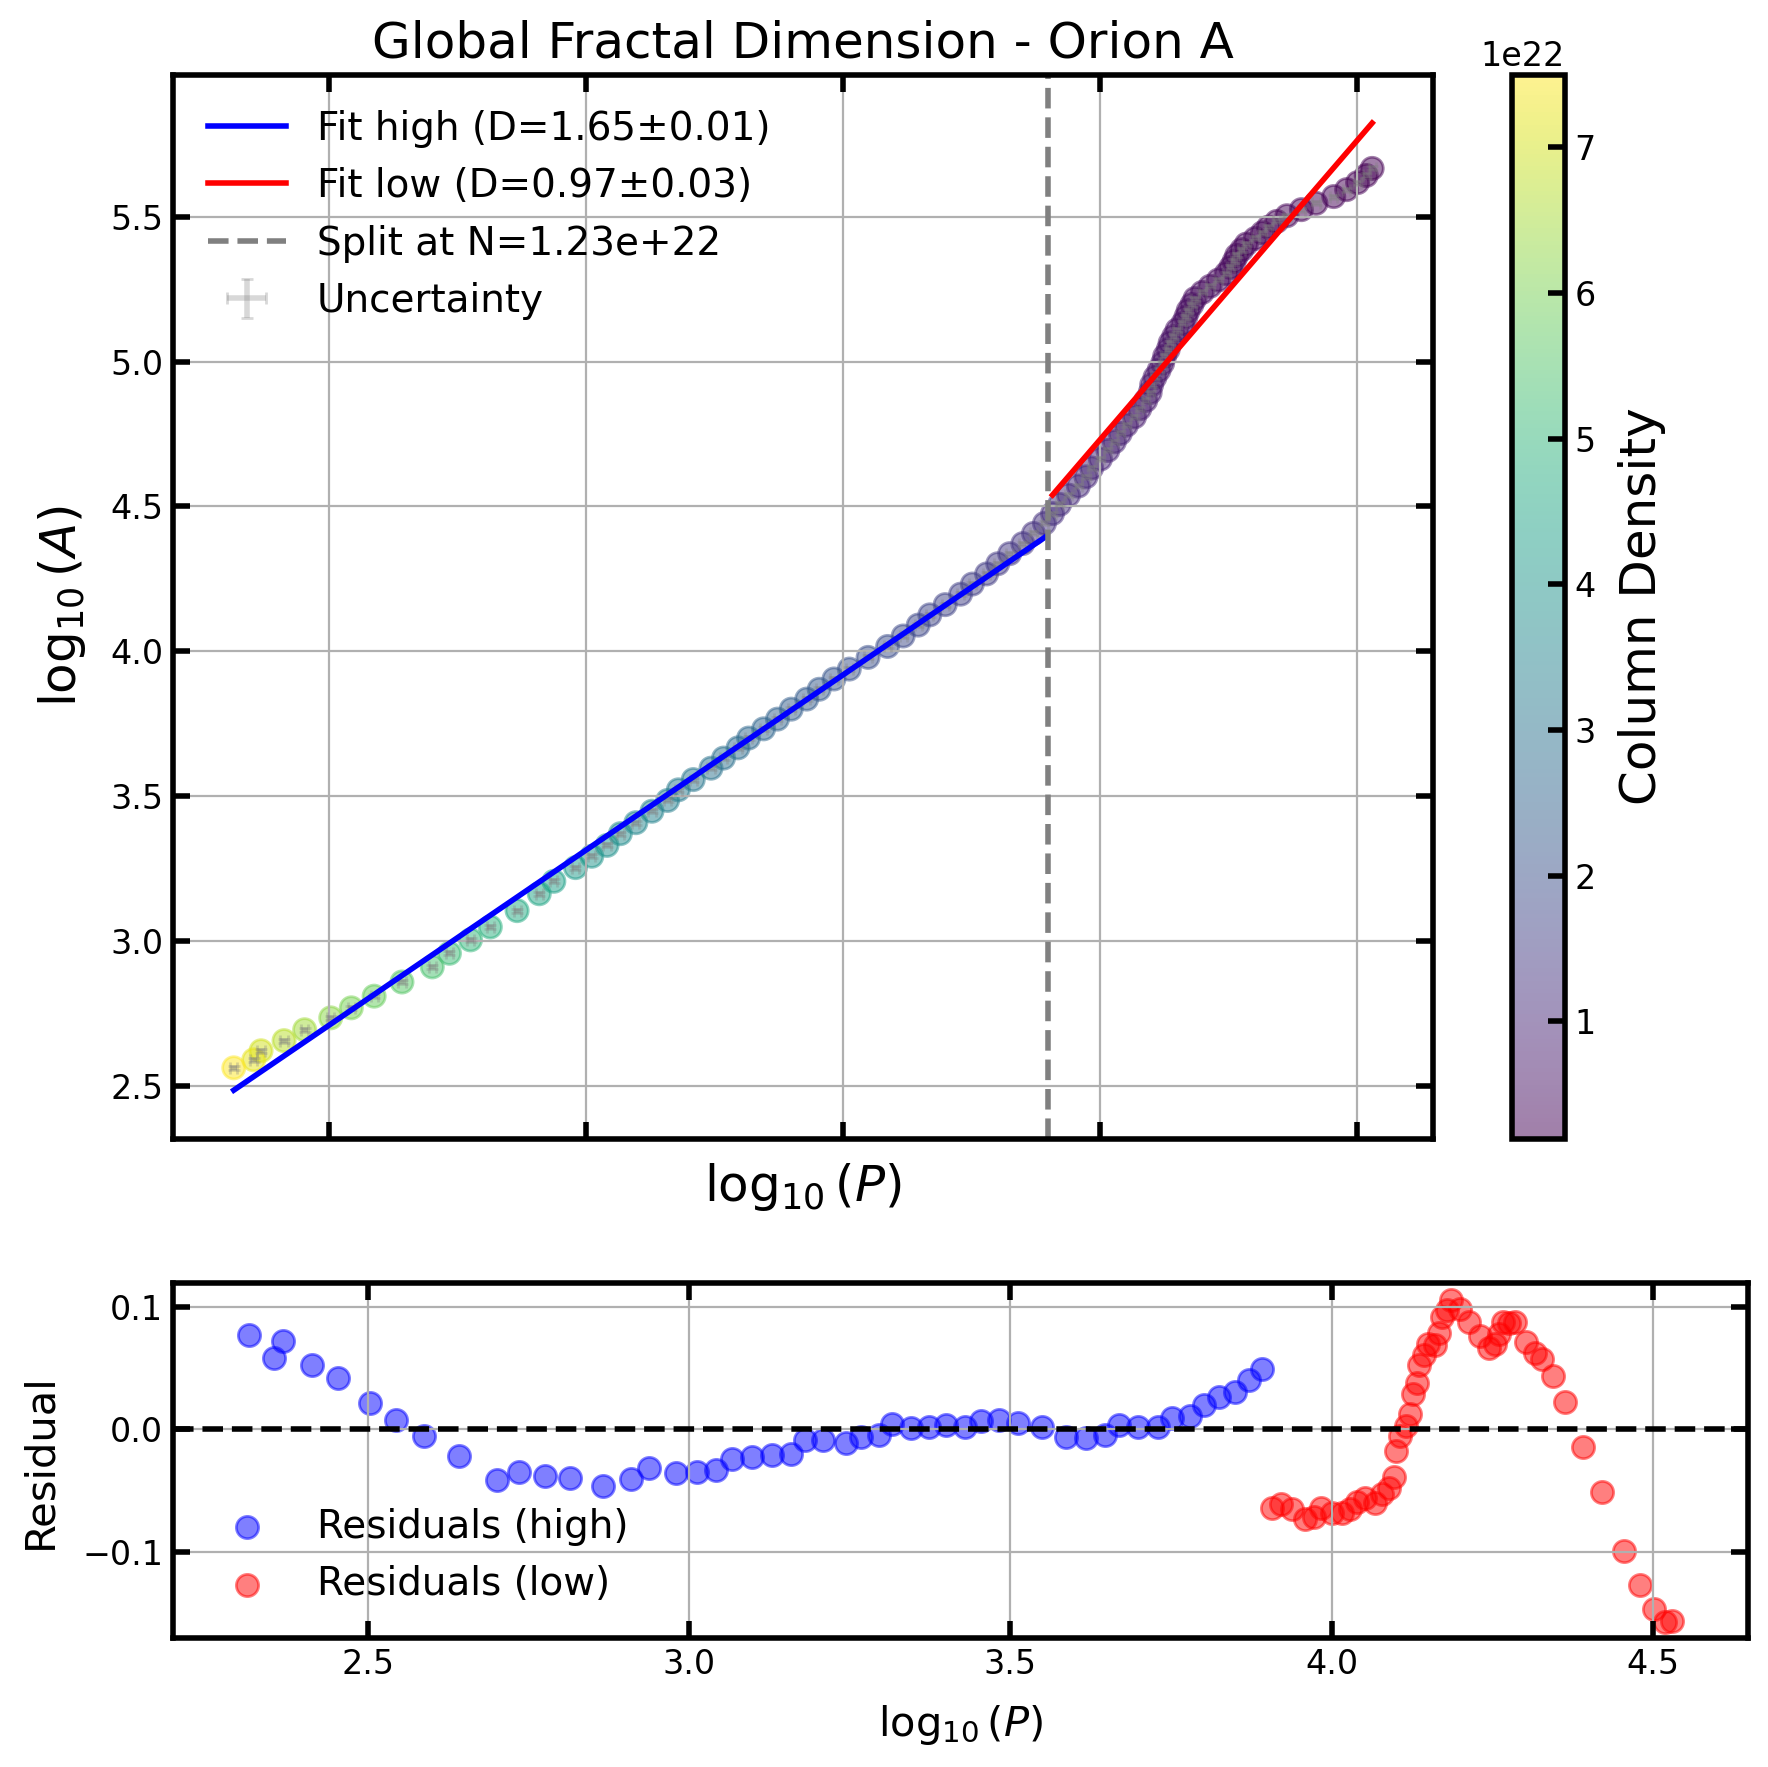 Global Fractal Dimension - Orion A
1e22
Fit high (D=1.65±0.01)
Fit low (D=0.97±0.03)
Split at N=1.23e+22
Uncertainty
5.5
5.0
4.5
4.0
3.5
3.0
2.5
log₁₀(A)
log₁₀(P)
7
6
5
4
3
2
1
Column Density
0.1
0.0
−0.1
Residual
Residuals (high)
Residuals (low)
2.5 3.0 3.5 4.0 4.5
log₁₀(P)